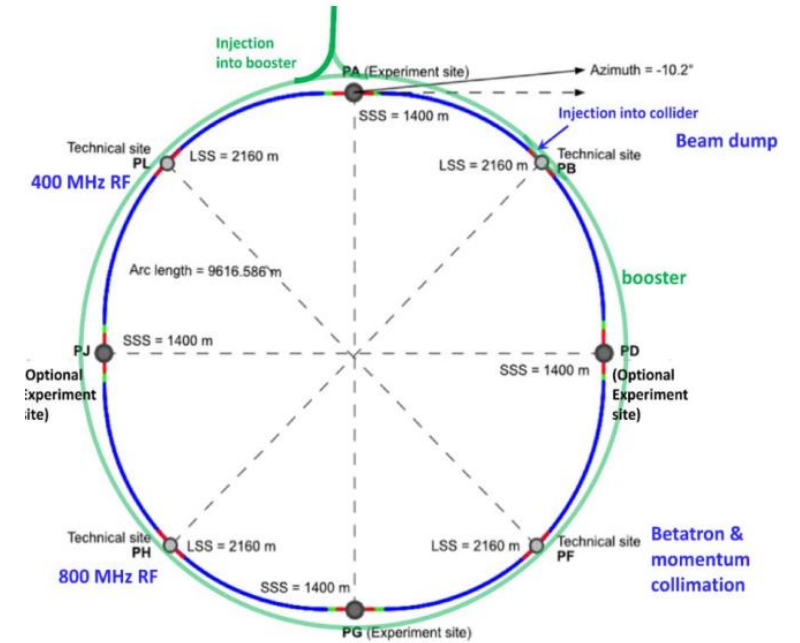 Injection
into booster
PA (Experiment site)
Azimuth = -10.2°
SSS = 1400 m
Injection into collider
Beam dump
Technical site
PL
LSS = 2160 m
400 MHz RF
LSS = 2160 m
Technical site
PB
Arc length = 9616.586 m
booster
PJ
SSS = 1400 m
PD
SSS = 1400 m
Optional
Experiment
site)
(Optional
Experiment
site)
Technical site
PH
LSS = 2160 m
800 MHz RF
LSS = 2160 m
Technical site
PF
Betatron &
momentum
collimation
SSS = 1400 m
PG (Experiment site)